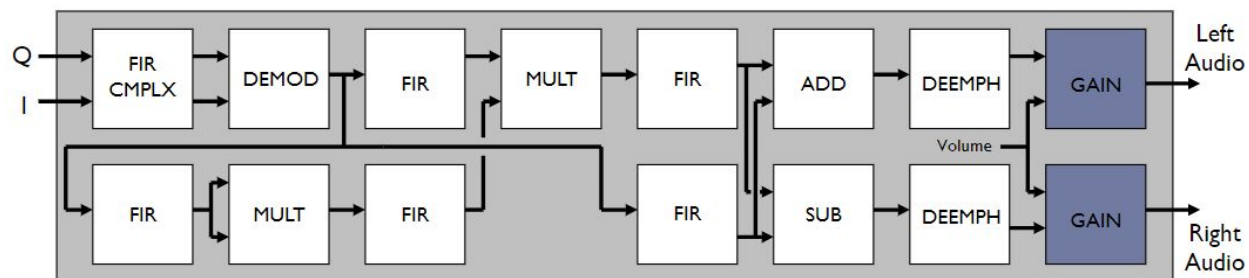 Q
I
FIR
CMPLX
DEMOD
FIR
MULT
FIR
ADD
DEEMPH
GAIN
Left
Audio
Volume
FIR
MULT
FIR
FIR
SUB
DEEMPH
GAIN
Right
Audio